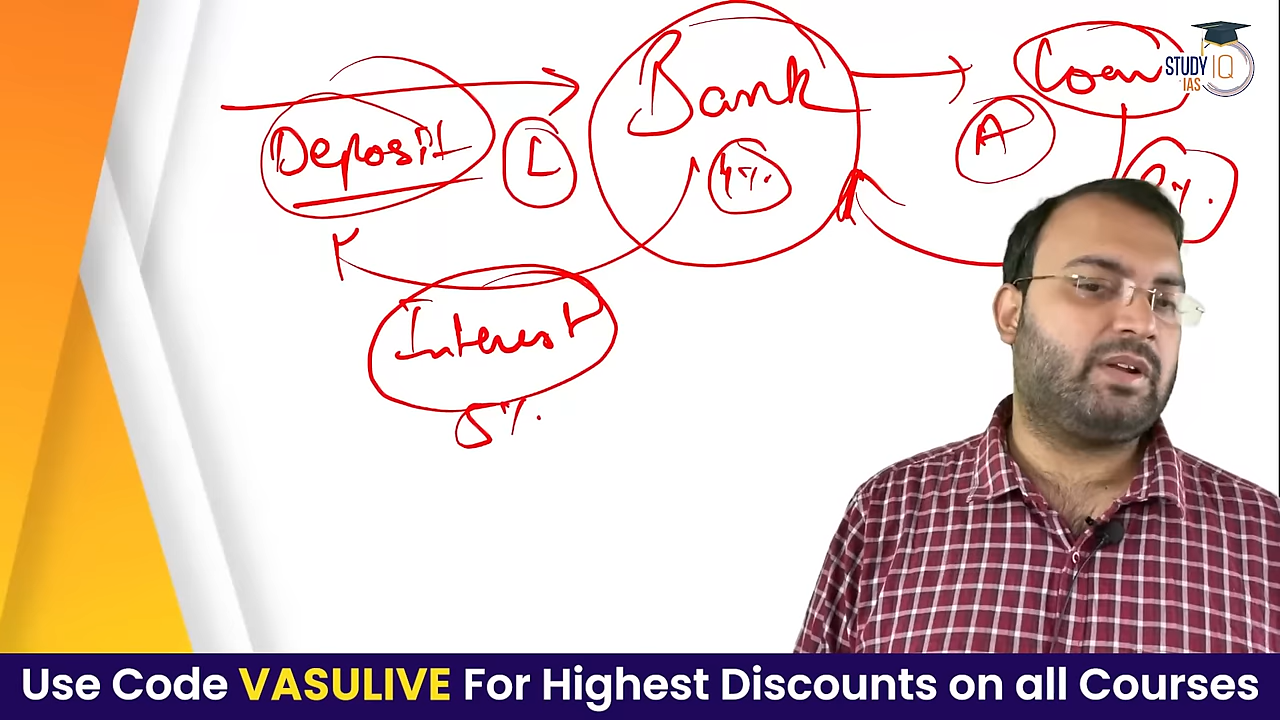 Bank
Loan
STUDY IQ
IAS
Deposit
L
A
4%.
Interest
5%.
Use Code VASULIVE For Highest Discounts on all Courses